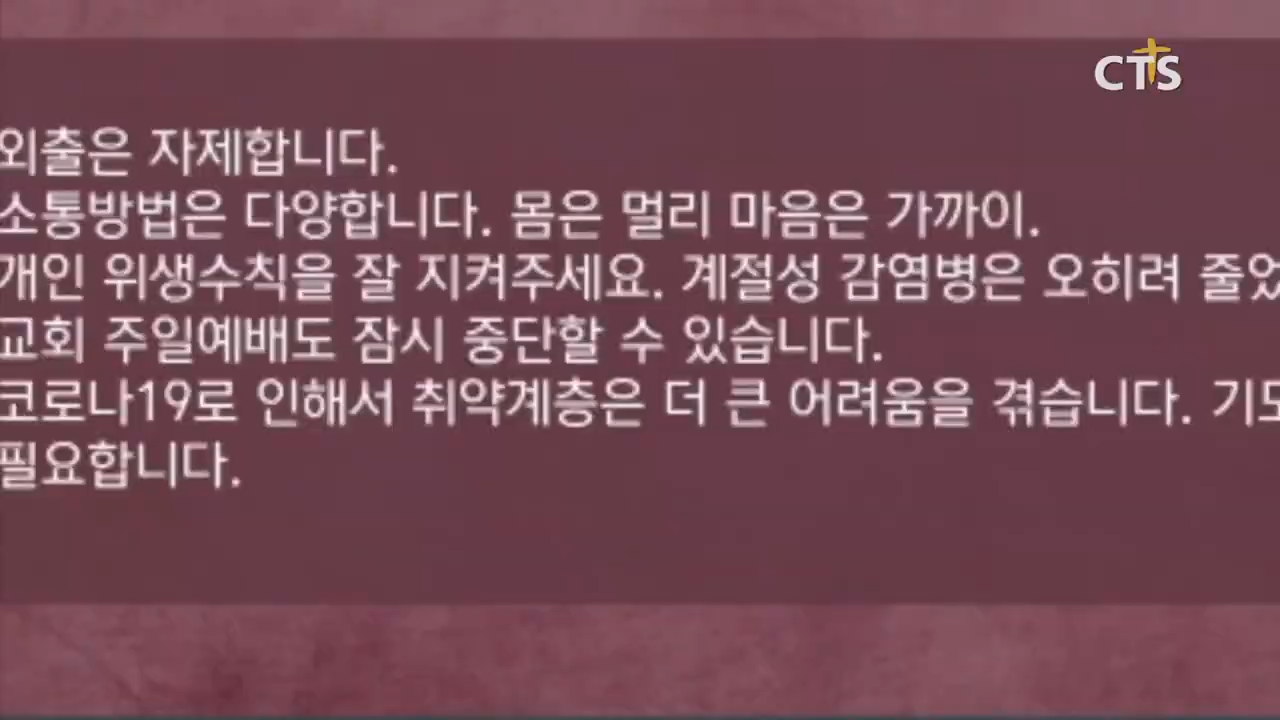 CTS
외출은 자제합니다.
소통방법은 다양합니다. 몸은 멀리 마음은 가까이.
개인 위생수칙을 잘 지켜주세요. 계절성 감염병은 오히려
교회 주일예배도 잠시 중단할 수 있습니다.
코로나19로 인해서 취약계층은 더 큰 어려움을 겪습니다.
필요합니다.